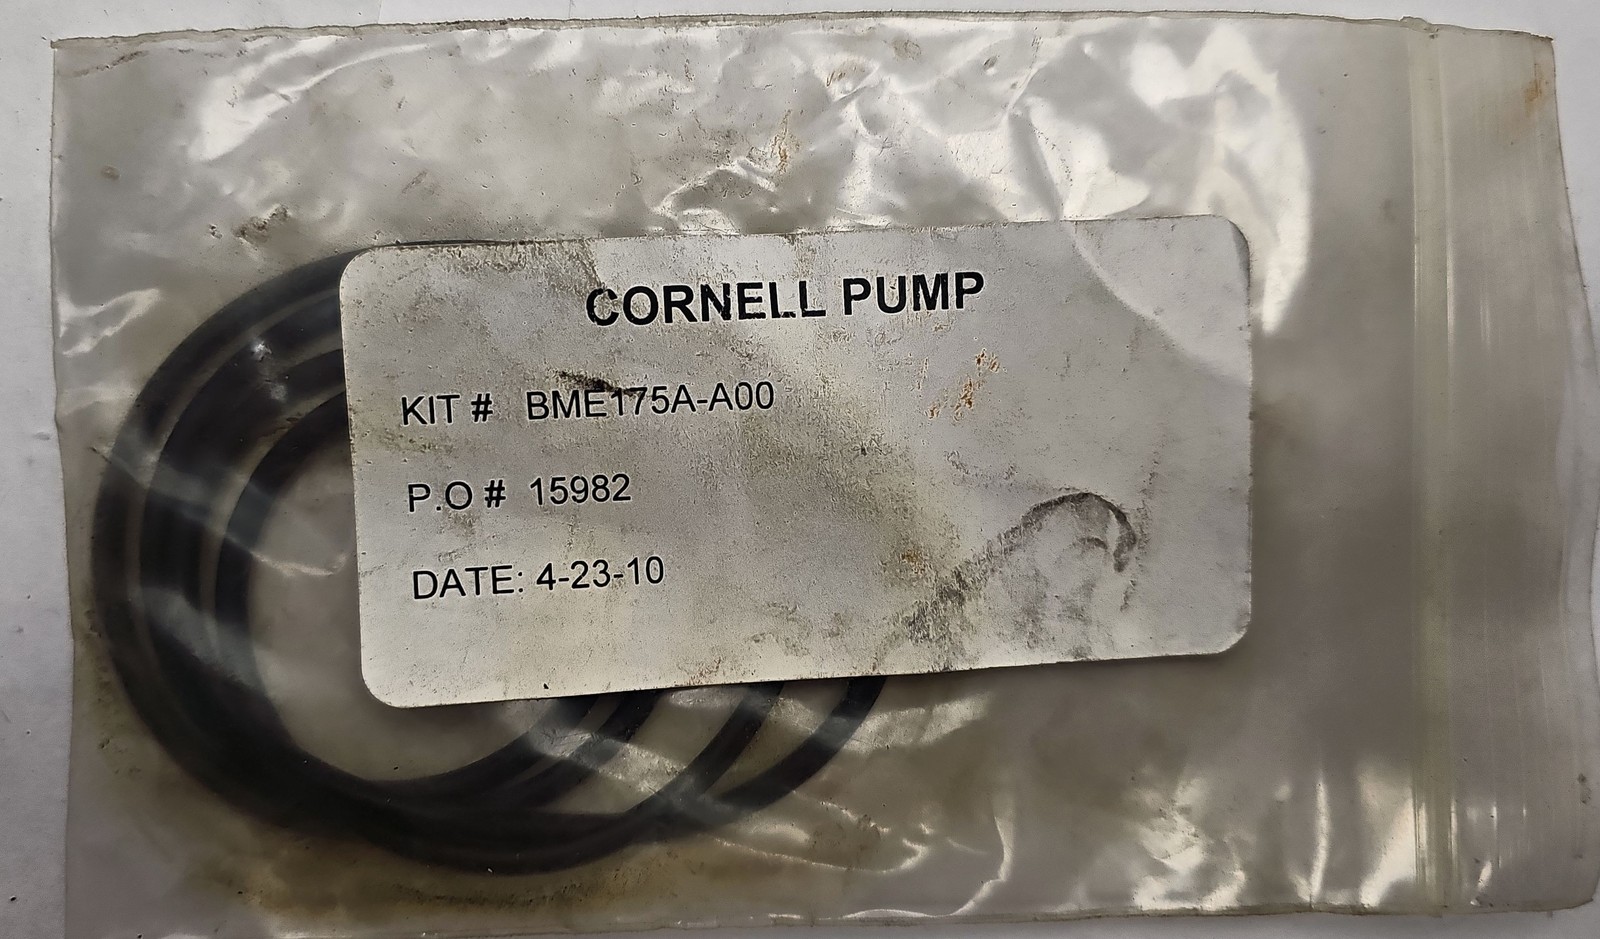 CORNELL PUMP
KIT # BME175A-A00
P.O # 15982
DATE: 4-23-10